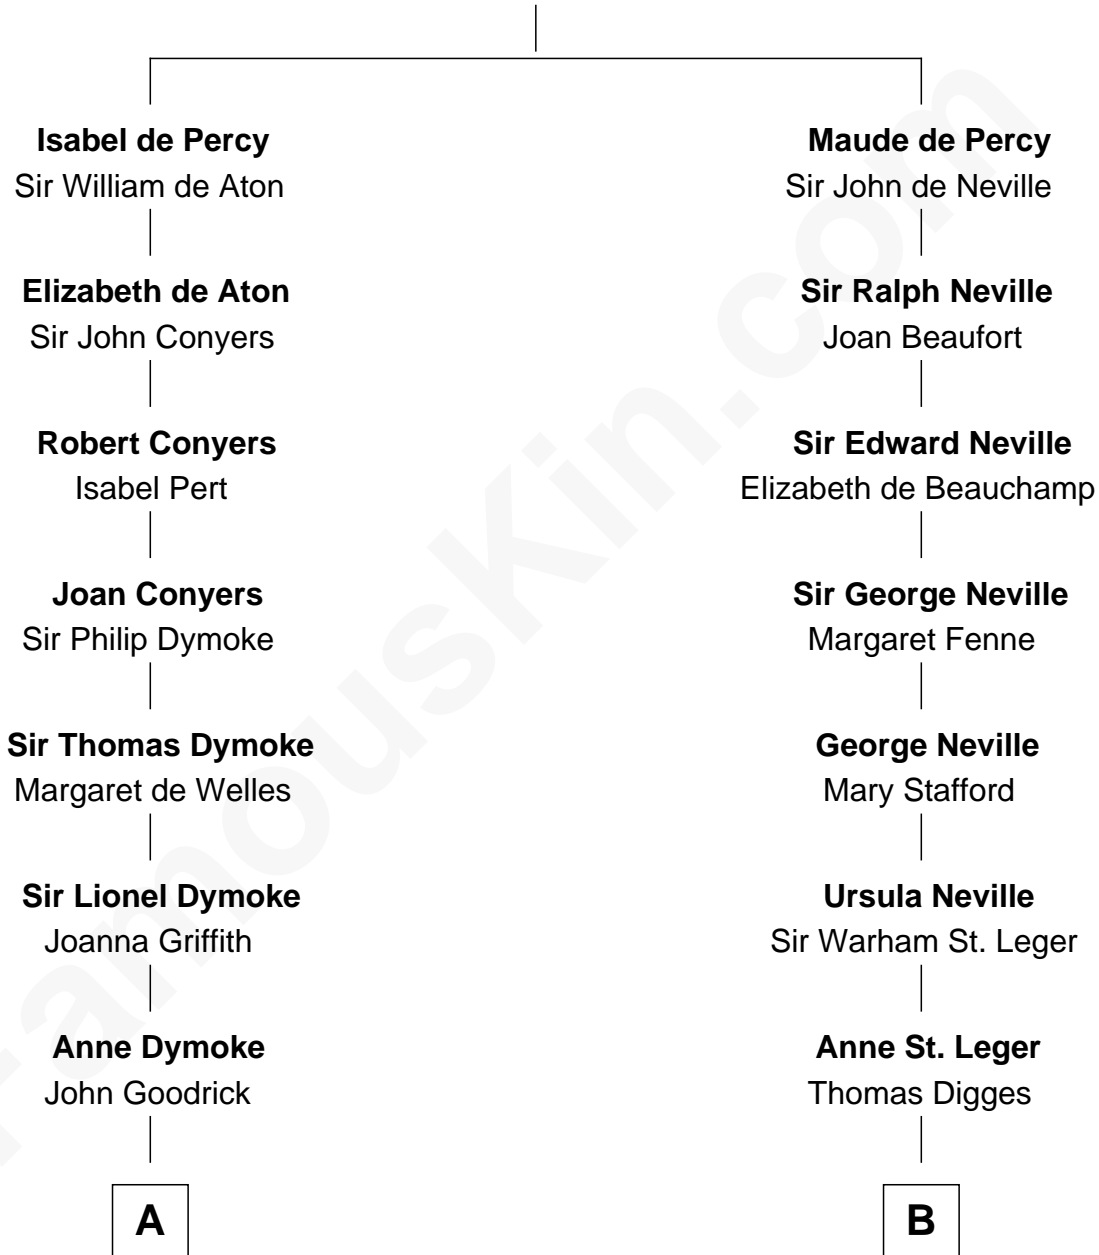 Isabel de Percy
Sir William de Aton
Elizabeth de Aton
Sir John Conyers
Robert Conyers
Isabel Pert
Joan Conyers
Sir Philip Dymoke
Sir Thomas Dymoke
Margaret de Welles
Sir Lionel Dymoke
Joanna Griffith
Anne Dymoke
John Goodrick
A
Maude de Percy
Sir John de Neville
Sir Ralph Neville
Joan Beaufort
Sir Edward Neville
Elizabeth de Beauchamp
Sir George Neville
Margaret Fenne
George Neville
Mary Stafford
Ursula Neville
Sir Warham St. Leger
Anne St. Leger
Thomas Digges
B
FamousKin.com